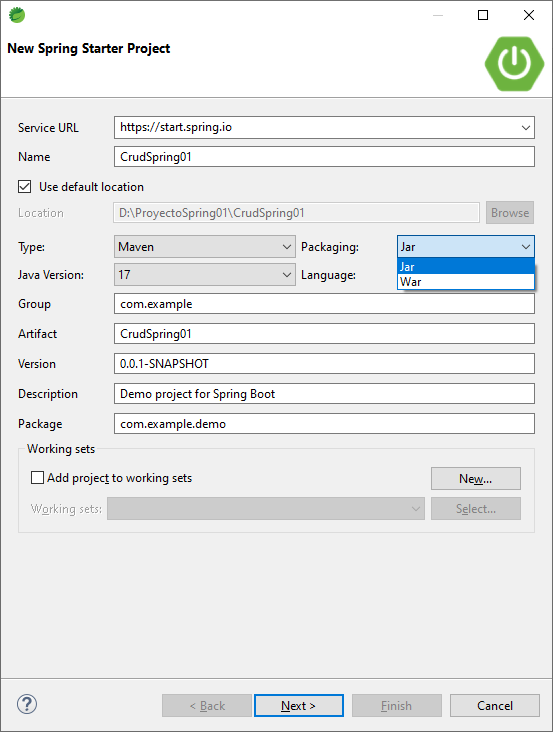 New Spring Starter Project
Service URL https://start.spring.io
Name CrudSpring01
Use default location
Location D:\ProyectoSpring01\CrudSpring01 Browse
Type: Maven Packaging: Jar
Jar
War
Java Version: 17 Language:
Group com.example
Artifact CrudSpring01
Version 0.0.1-SNAPSHOT
Description Demo project for Spring Boot
Package com.example.demo
Working sets
Add project to working sets New...
Working sets: Select...
? < Back Next > Finish Cancel